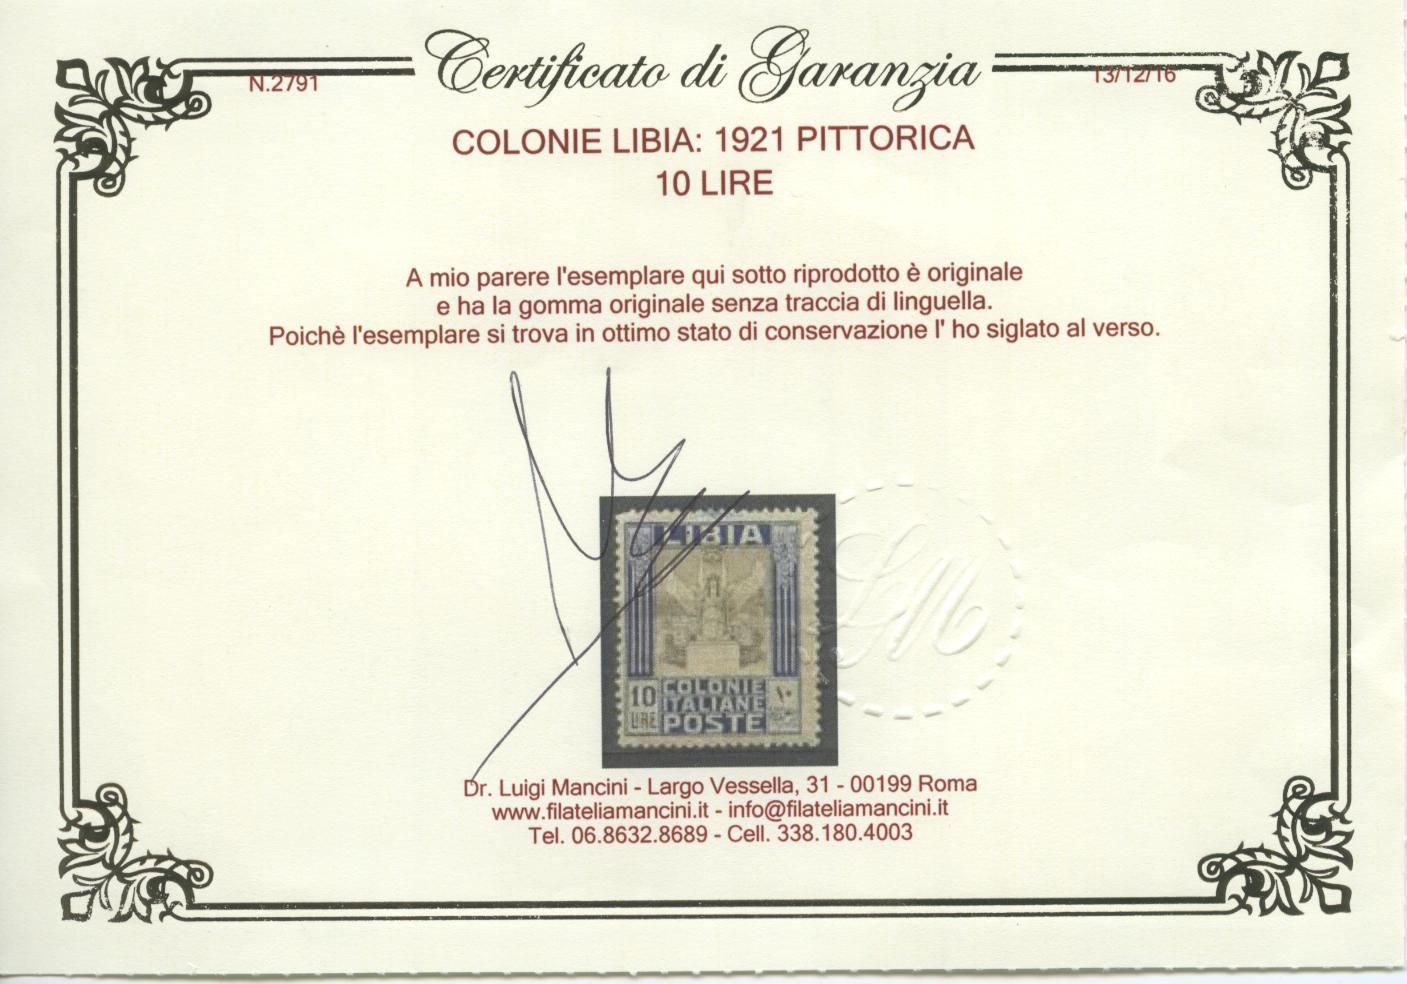 Certificato di Garanzia
N.2791
13/12/16
COLONIE LIBIA: 1921 PITTORICA
10 LIRE
A mio parere l'esemplare qui sotto riprodotto è originale
e ha la gomma originale senza traccia di linguella.
Poichè l'esemplare si trova in ottimo stato di conservazione l' ho siglato al verso.
LIBIA
10 LIRE
COLONIE
ITALIANE
POSTE
١٠
LM
Dr. Luigi Mancini - Largo Vessella, 31 - 00199 Roma
www.filateliamancini.it - info@filateliamancini.it
Tel. 06.8632.8689 - Cell. 338.180.4003